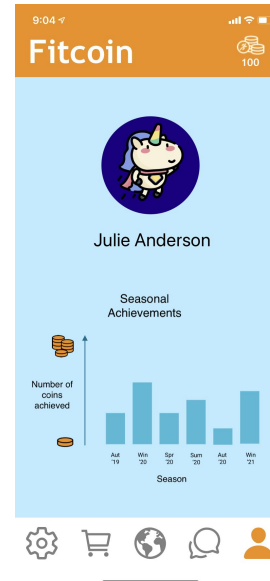 9:04
Fitcoin
100
Julie Anderson
Seasonal
Achievements
Number of
coins
achieved
Aut
'19
Win
'20
Spr
'20
Sum
'20
Aut
'20
Win
'21
Season